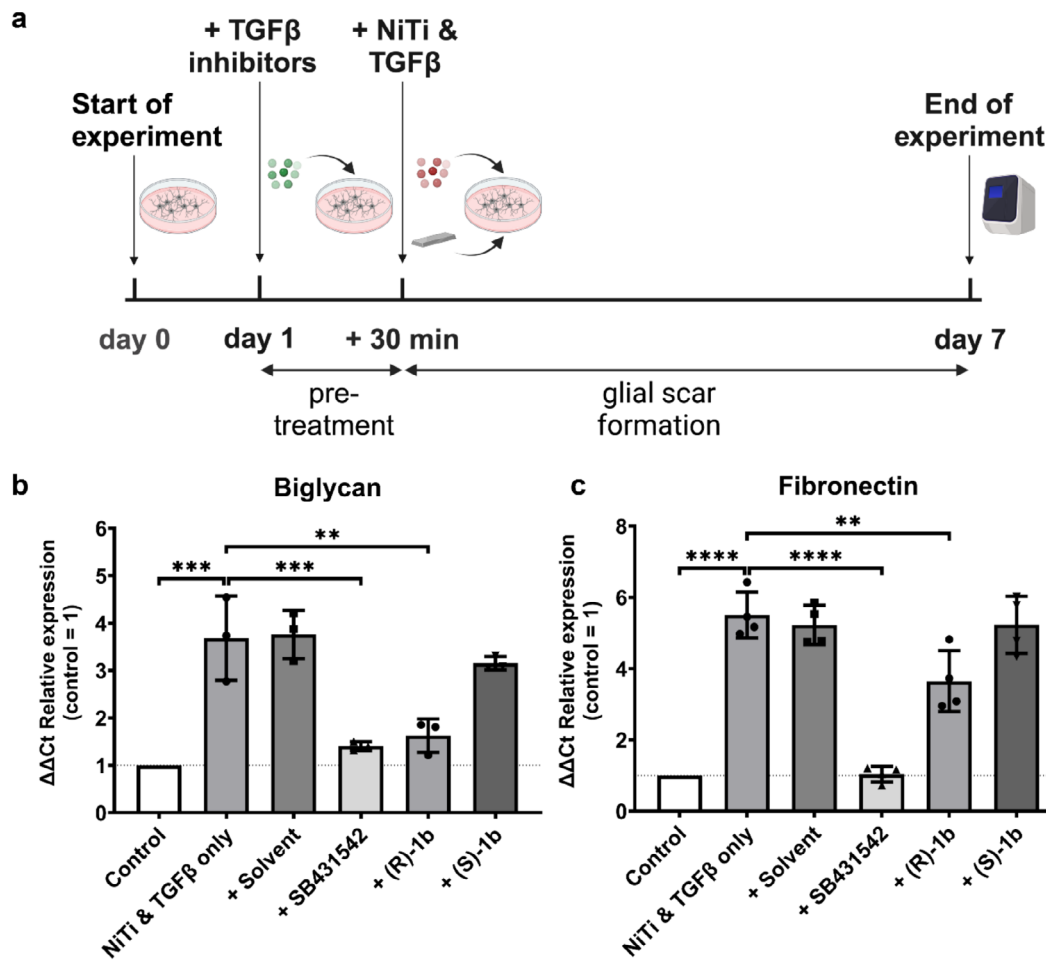 a
+ TGFβ
inhibitors
+ NiTi &
TGFβ
Start of
experiment
End of
experiment
day 0
day 1
+ 30 min
day 7
pre-
treatment
glial scar
formation
b
Biglycan
ΔΔCt Relative expression
(control = 1)
6
5
4
3
2
1
0
**
***
***
Control
NiTi & TGFβ only
+ Solvent
+ SB431542
+ (R)-1b
+ (S)-1b
c
Fibronectin
ΔΔCt Relative expression
(control = 1)
8
6
4
2
0
**
****
****
Control
NiTi & TGFβ only
+ Solvent
+ SB431542
+ (R)-1b
+ (S)-1b